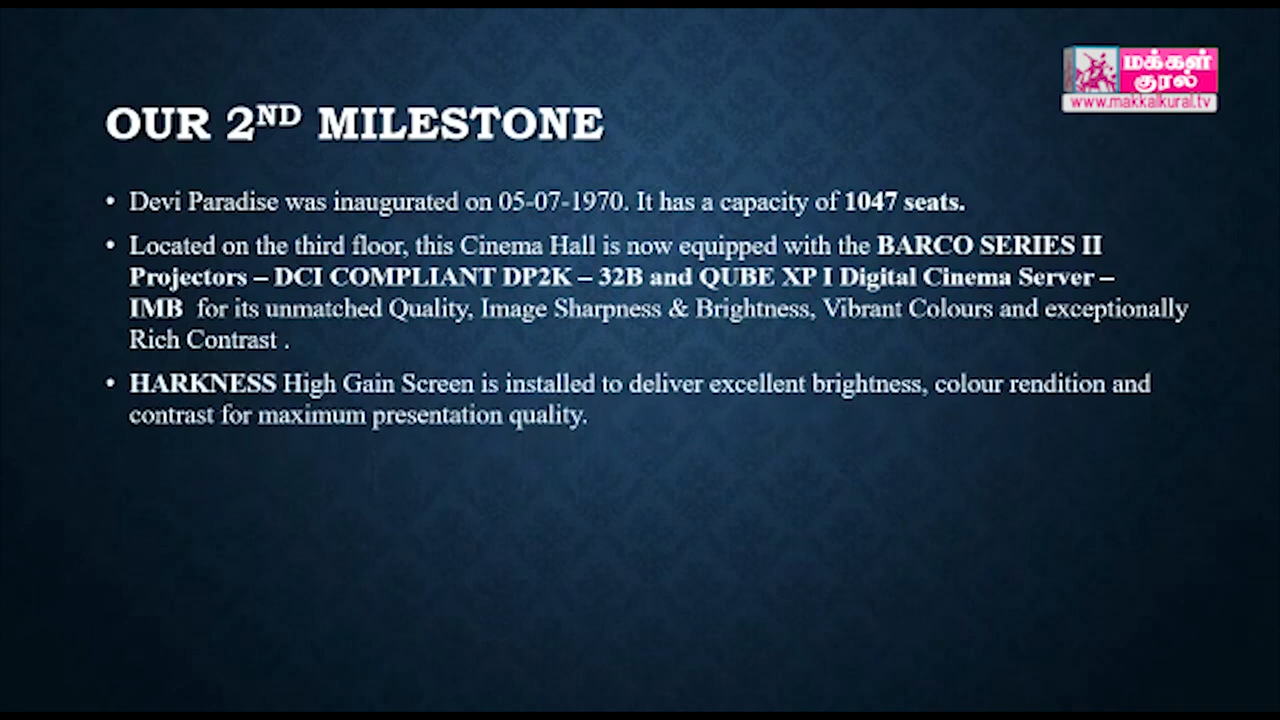 மக்கள்
குரல்
www.makkalkural.tv
OUR 2ND MILESTONE
• Devi Paradise was inaugurated on 05-07-1970. It has a capacity of 1047 seats.
• Located on the third floor, this Cinema Hall is now equipped with the BARCO SERIES II
Projectors – DCI COMPLIANT DP2K – 32B and QUBE XP I Digital Cinema Server –
IMB for its unmatched Quality, Image Sharpness & Brightness, Vibrant Colours and exceptionally
Rich Contrast .
• HARKNESS High Gain Screen is installed to deliver excellent brightness, colour rendition and
contrast for maximum presentation quality.